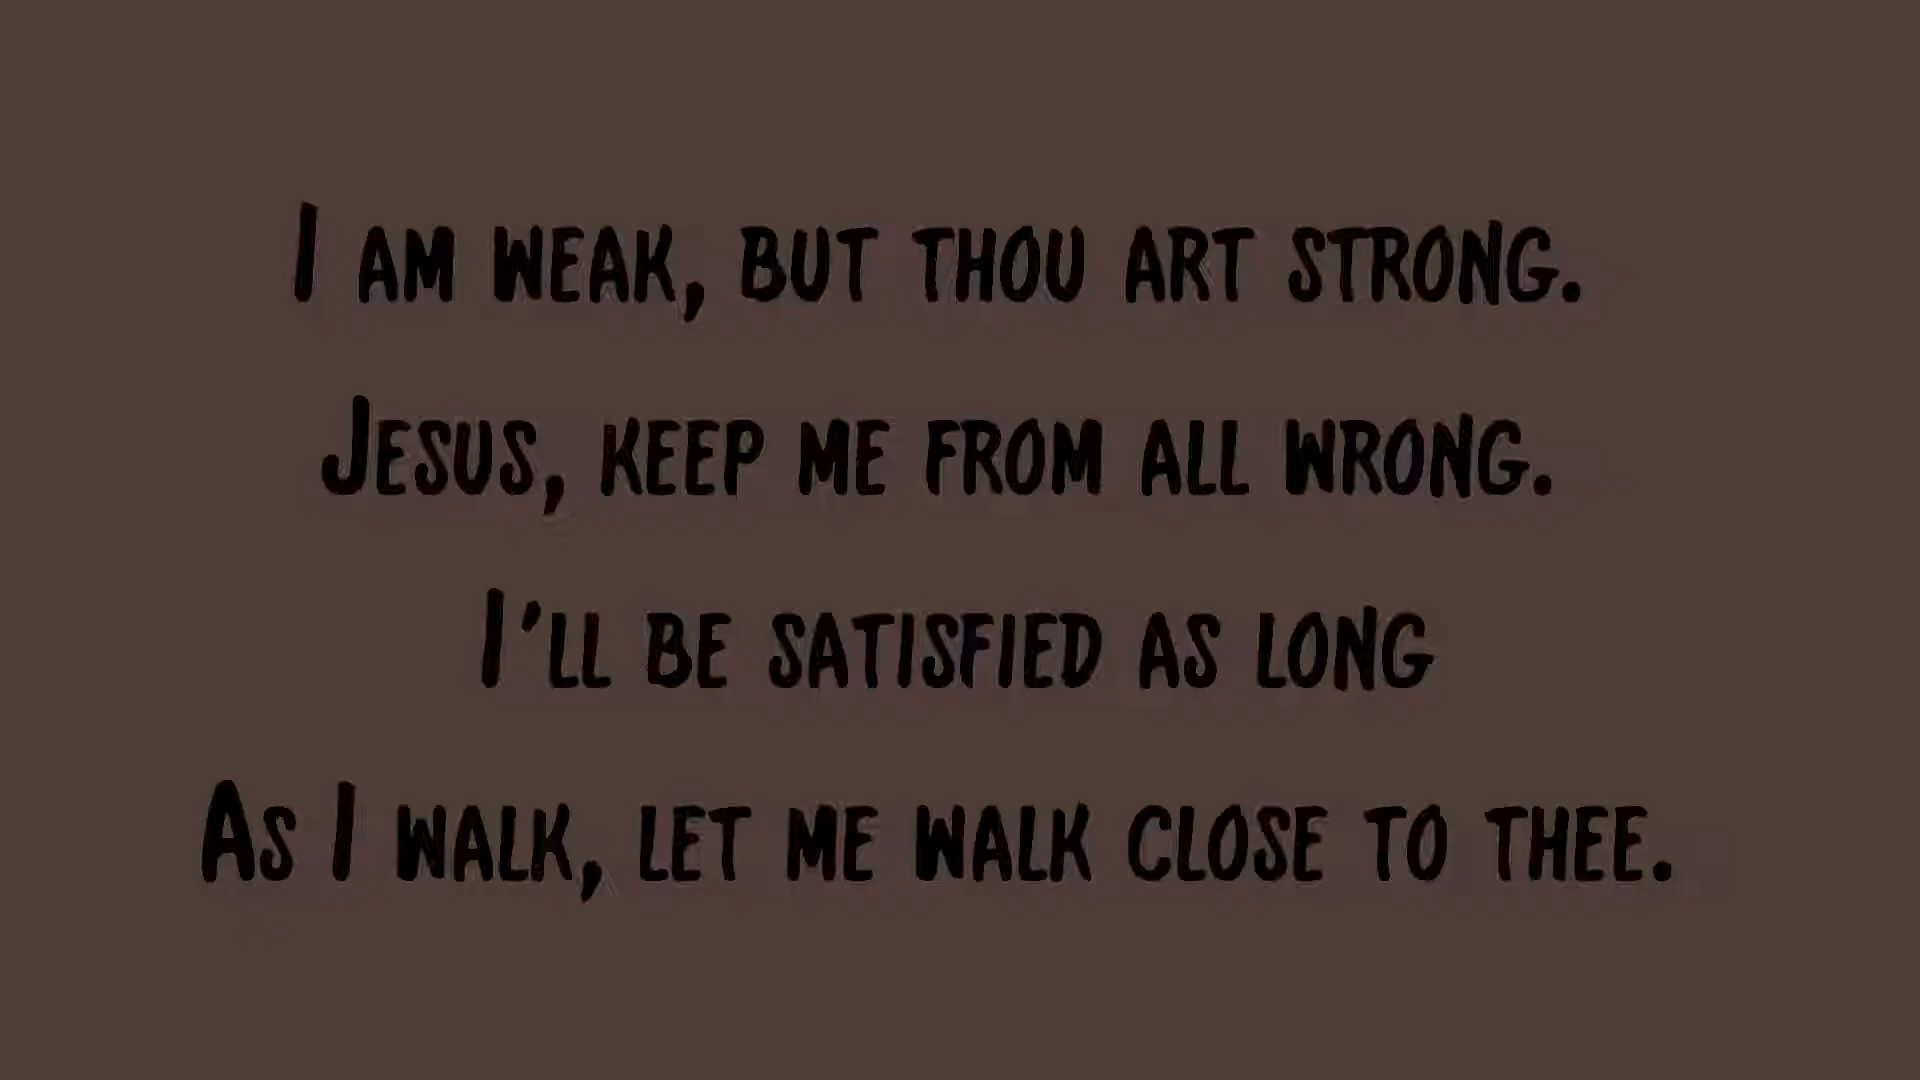 I am weak, but thou art strong.
Jesus, keep me from all wrong.
I'll be satisfied as long
As I walk, let me walk close to thee.